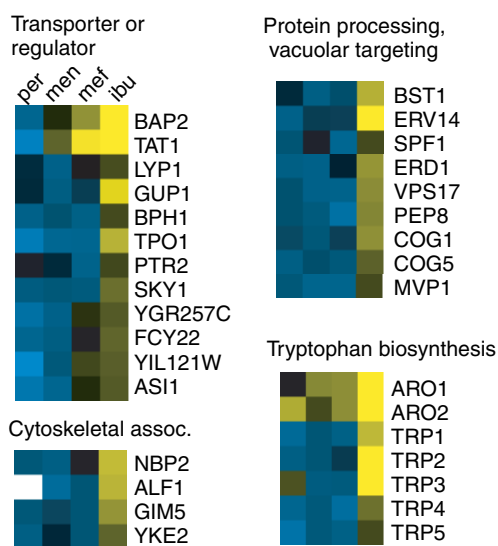 Transporter or
regulator
per men mef ibu
BAP2
TAT1
LYP1
GUP1
BPH1
TPO1
PTR2
SKY1
YGR257C
FCY22
YIL121W
ASI1
Cytoskeletal assoc.
NBP2
ALF1
GIM5
YKE2
Protein processing,
vacuolar targeting
BST1
ERV14
SPF1
ERD1
VPS17
PEP8
COG1
COG5
MVP1
Tryptophan biosynthesis
ARO1
ARO2
TRP1
TRP2
TRP3
TRP4
TRP5